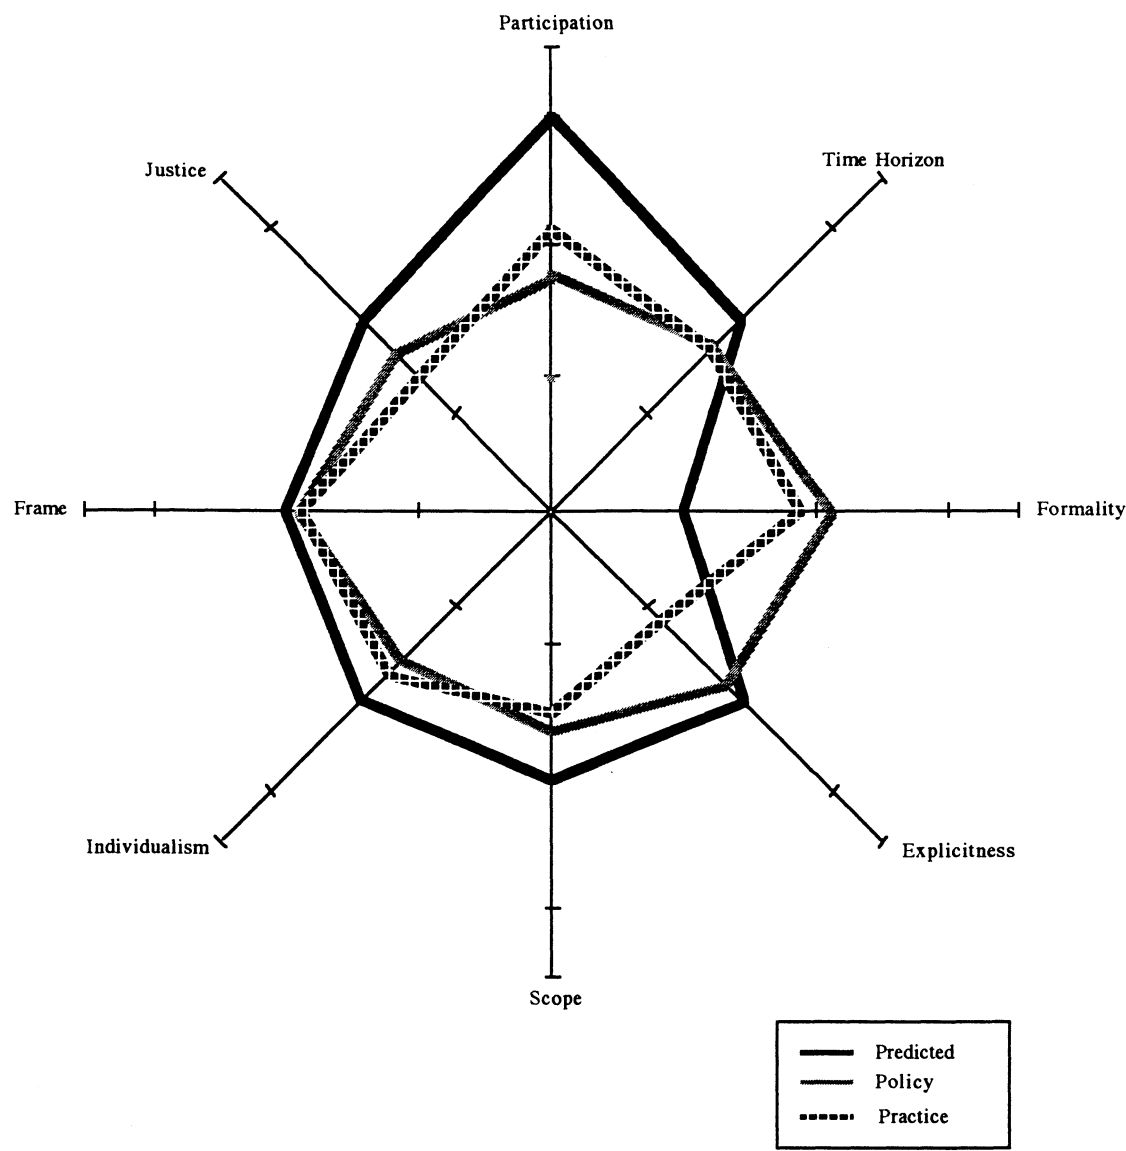 Participation
Time Horizon
Justice
Frame
Formality
Individualism
Explicitness
Scope
Predicted
Policy
Practice